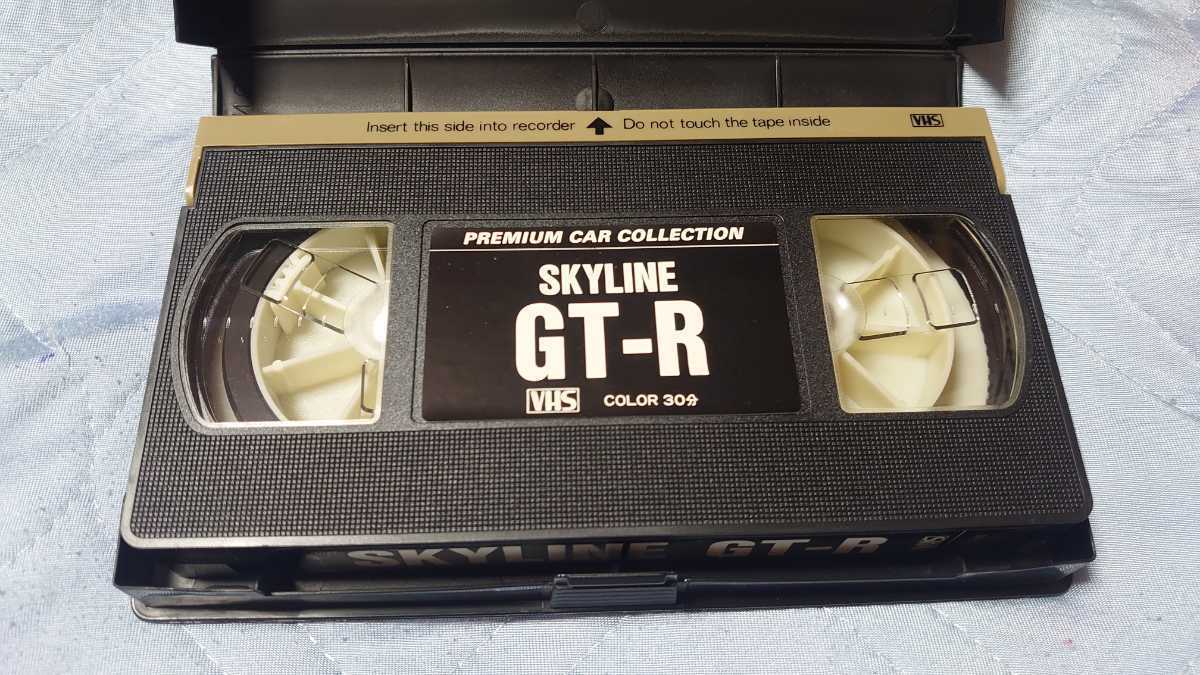 Insert this side into recorder ↑ Do not touch the tape inside VHS
PREMIUM CAR COLLECTION
SKYLINE
GT-R
VHS COLOR 30分
SKYLINE GT-R